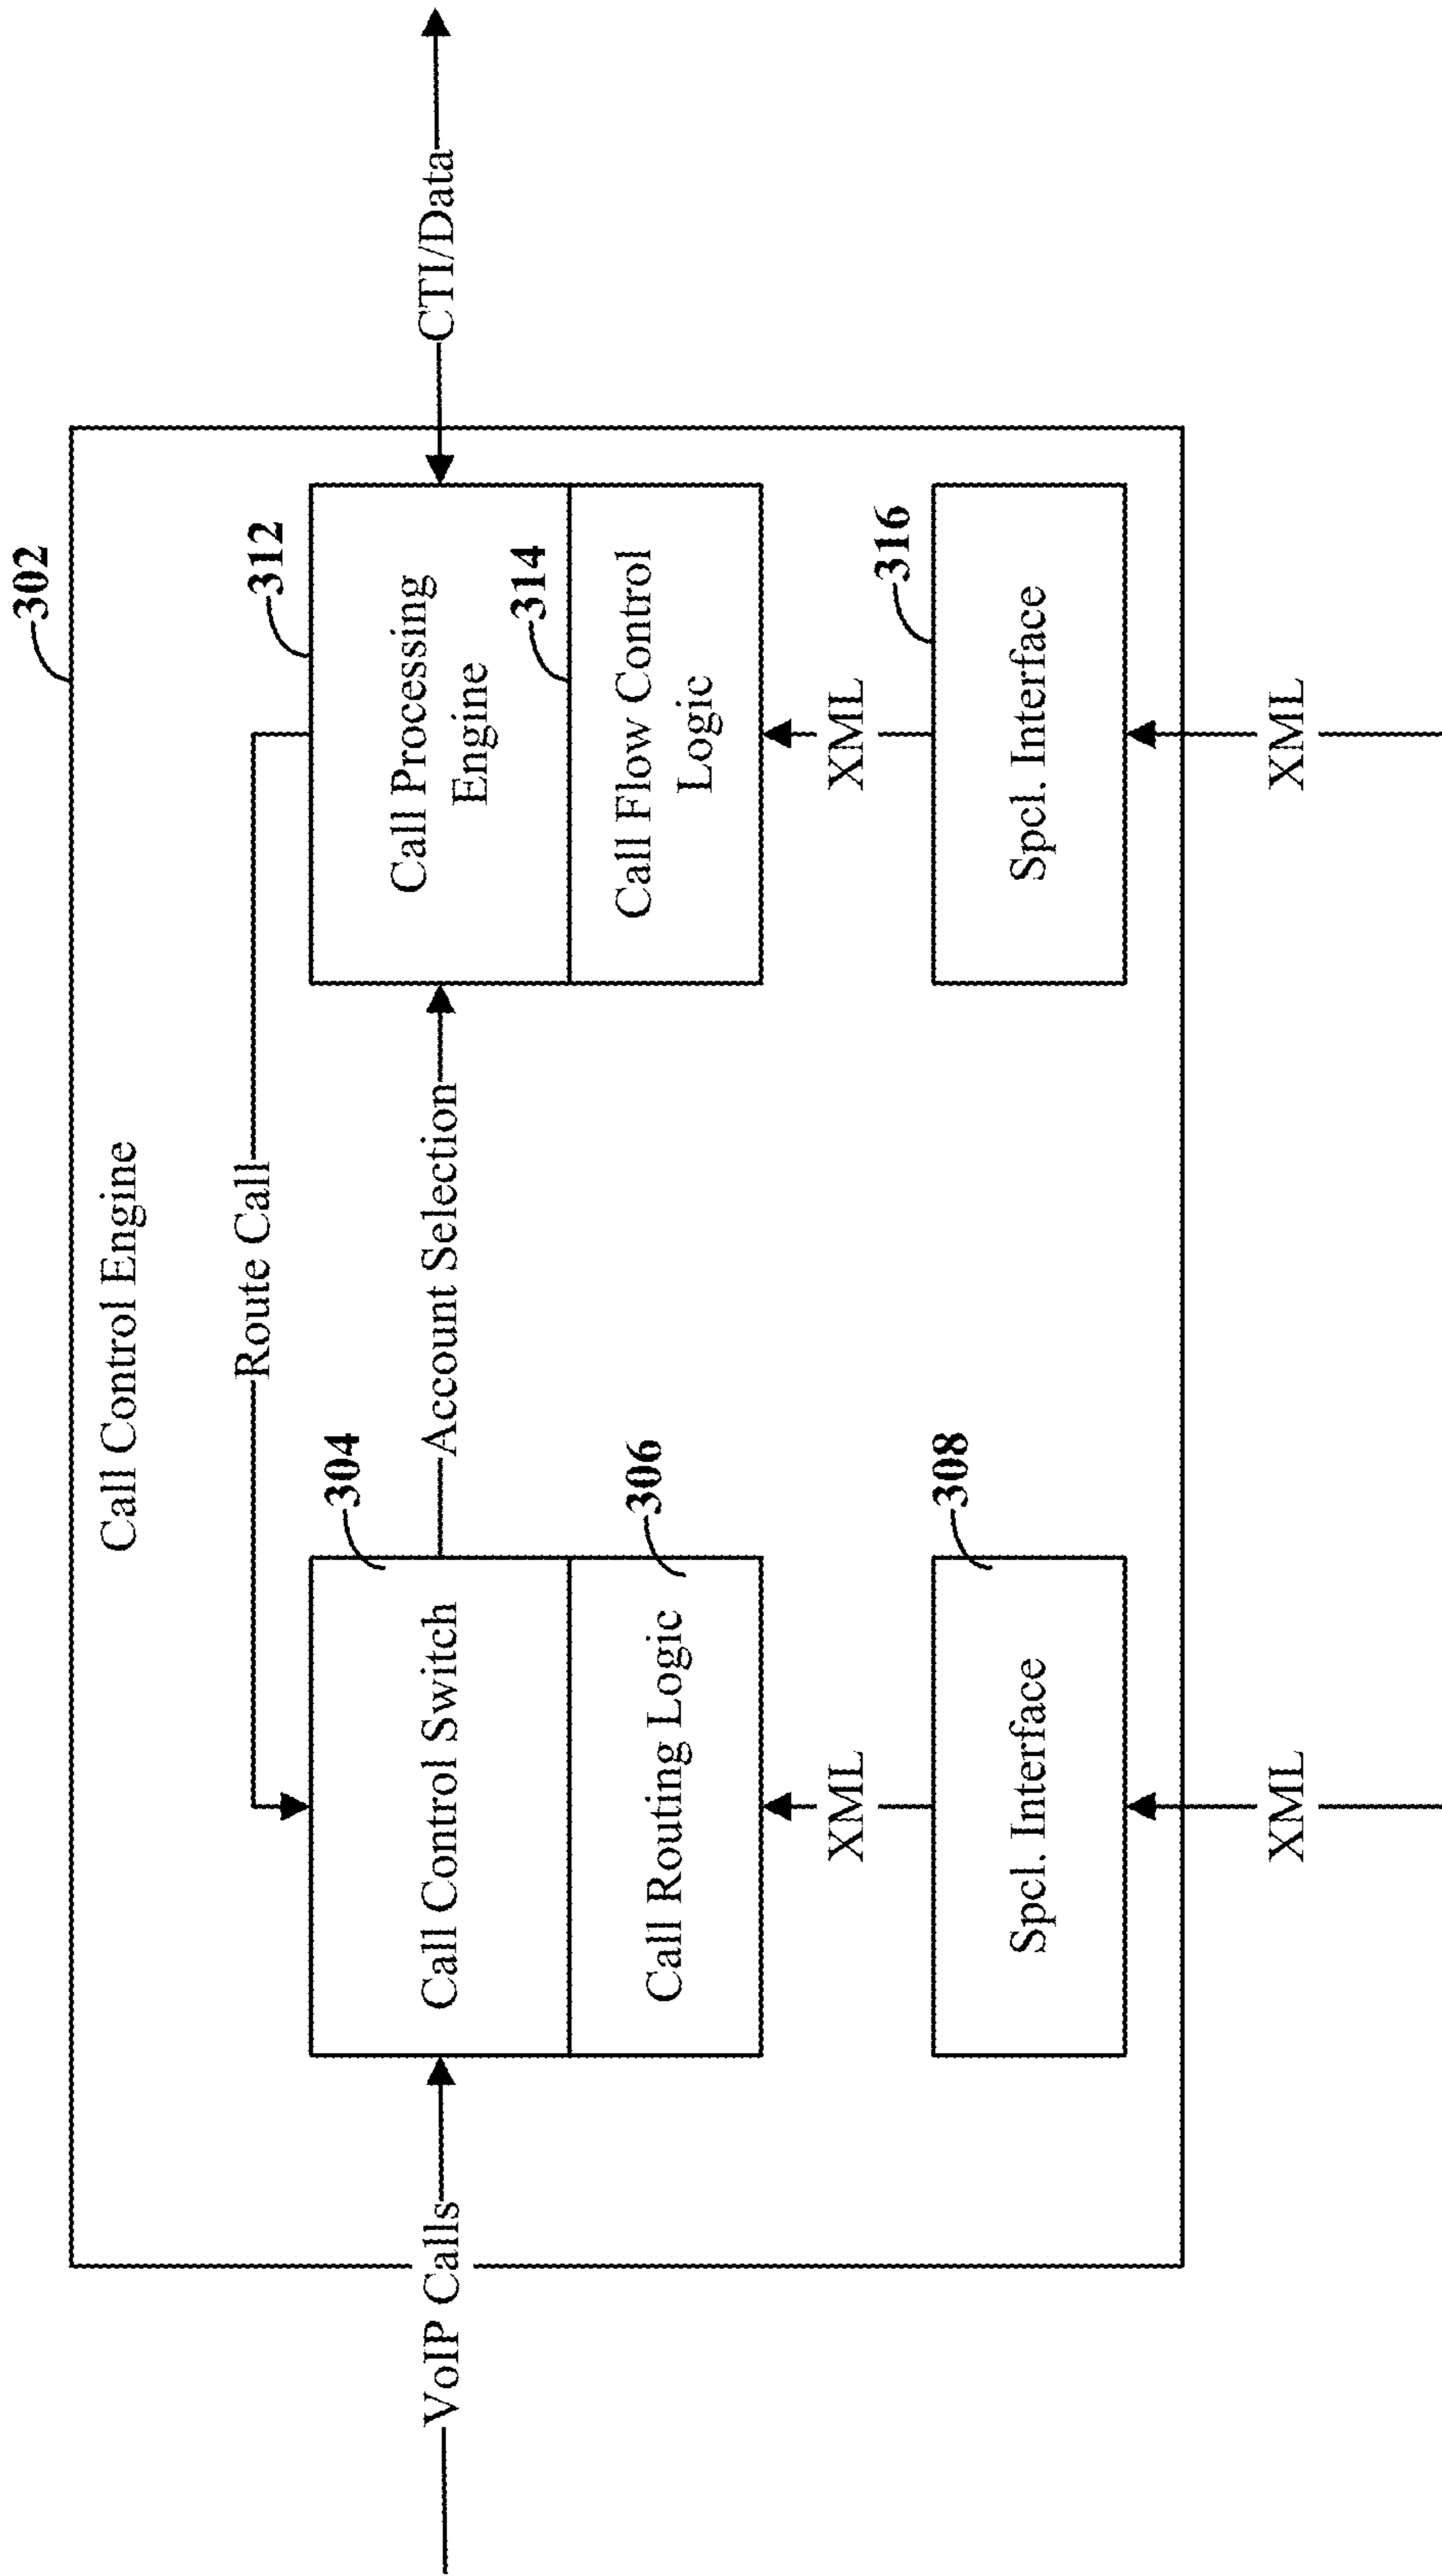 302
Call Control Engine
Route Call
304
312
VoIP Calls
Call Control Switch
Account Selection
Call Processing
Engine
CTI/Data
306
314
Call Routing Logic
Call Flow Control
Logic
XML
XML
308
316
Spcl. Interface
Spcl. Interface
XML
XML